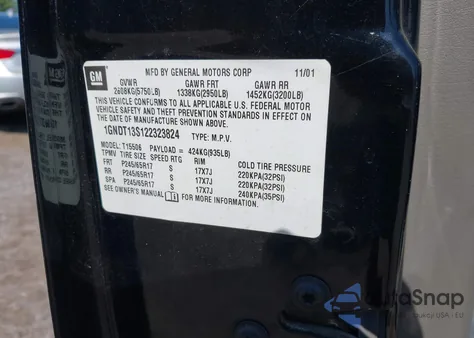 GM MFD BY GENERAL MOTORS CORP 11/01
GVWR GAWR FRT GAWR RR
2608KG(5750LB) 1338KG(2950LB) 1452KG(3200LB)
THIS VEHICLE CONFORMS TO ALL APPLICABLE U.S. FEDERAL MOTOR
VEHICLE SAFETY AND THEFT PREVENTION STANDARDS IN EFFECT ON
THE DATE OF MANUFACTURE SHOWN ABOVE.
1GNDT13S122323824 TYPE: M.P.V.
MODEL: T15506 PAYLOAD = 424KG(935LB)
TPMV TIRE SIZE SPEED RTG RIM COLD TIRE PRESSURE
FRT P245/65R17 S 17X7J 220KPA(32PSI)
RR P245/65R17 S 17X7J 220KPA(32PSI)
SPA P245/65R17 S 17X7J 240KPA(35PSI)
SEE OWNER'S MANUAL FOR MORE INFORMATION.
AutoSnap